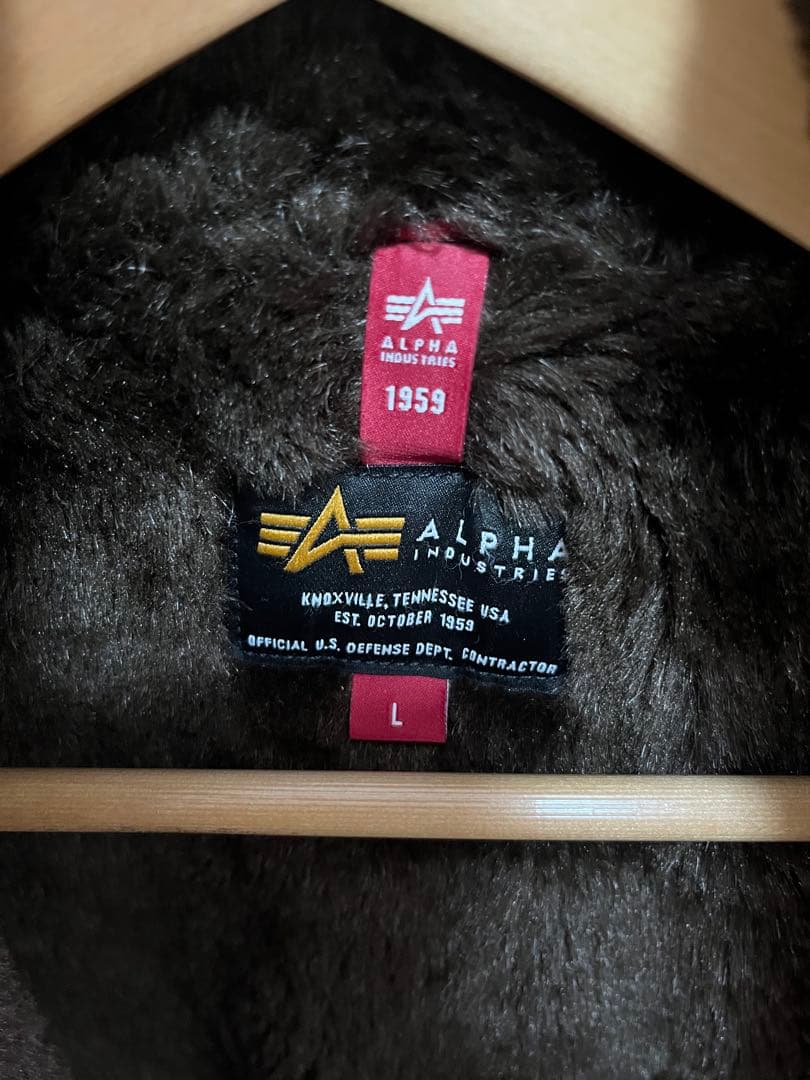 ALPHA
INDUSTRIES
1959
ALPHA
INDUSTRIES
KNOXVILLE, TENNESSEE USA
EST. OCTOBER 1959
OFFICIAL U.S. DEFENSE DEPT. CONTRACTOR
L